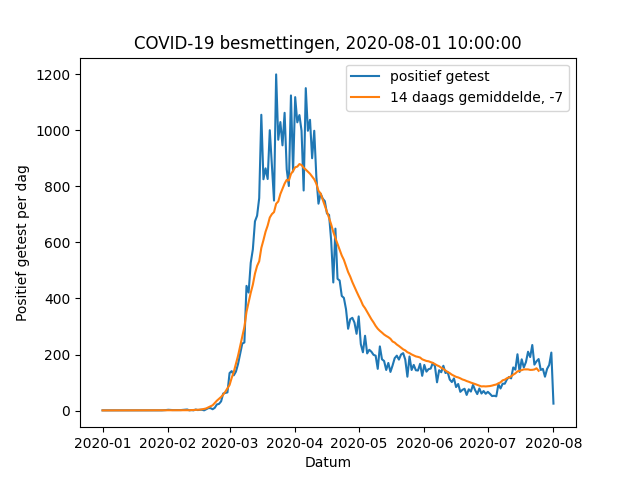 COVID-19 besmettingen, 2020-08-01 10:00:00
positief getest
14 daags gemiddelde, -7
Positief getest per dag
1200
1000
800
600
400
200
0
2020-01 2020-02 2020-03 2020-04 2020-05 2020-06 2020-07 2020-08
Datum